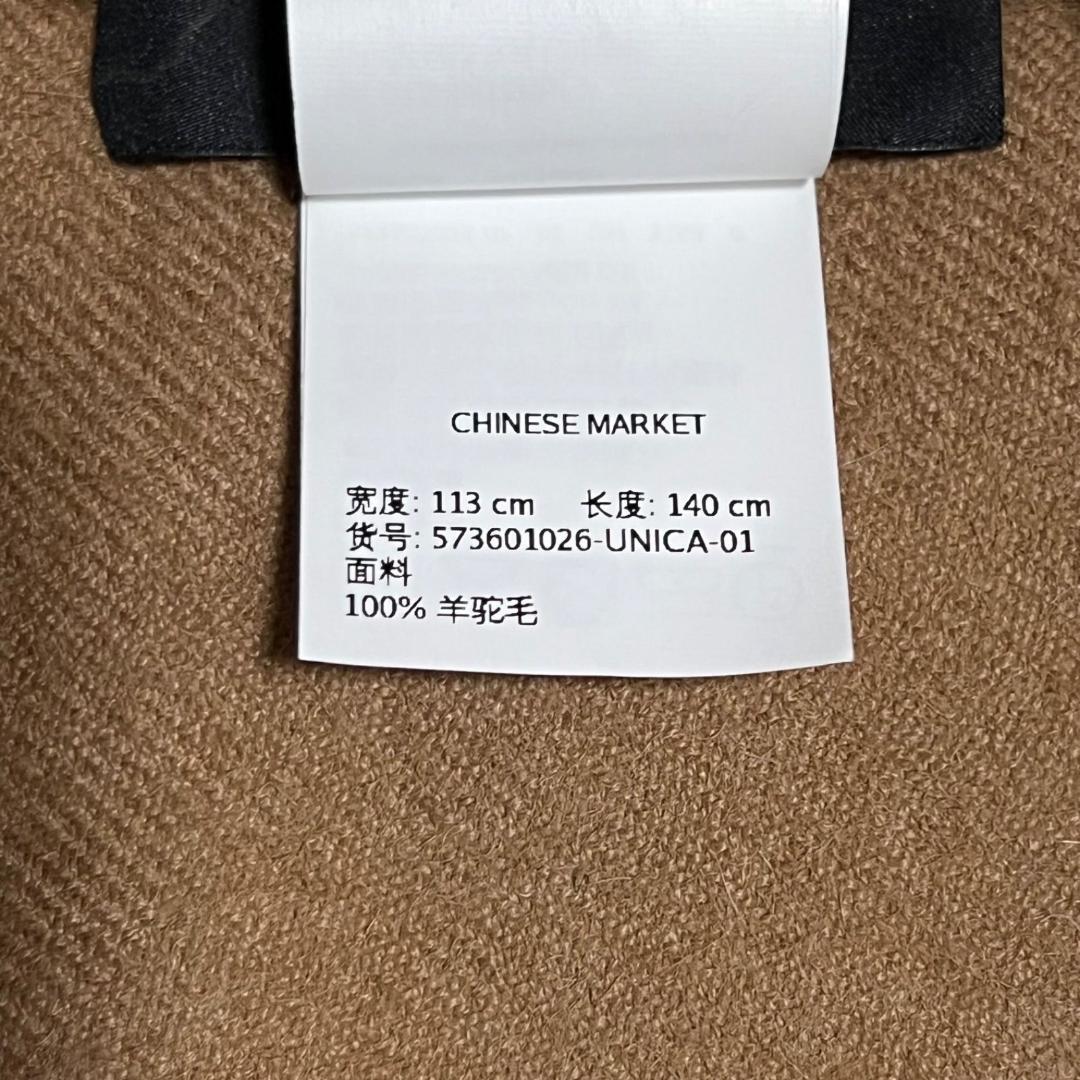 CHINESE MARKET
宽度: 113 cm 长度: 140 cm
货号: 573601026-UNICA-01
面料
100% 羊驼毛